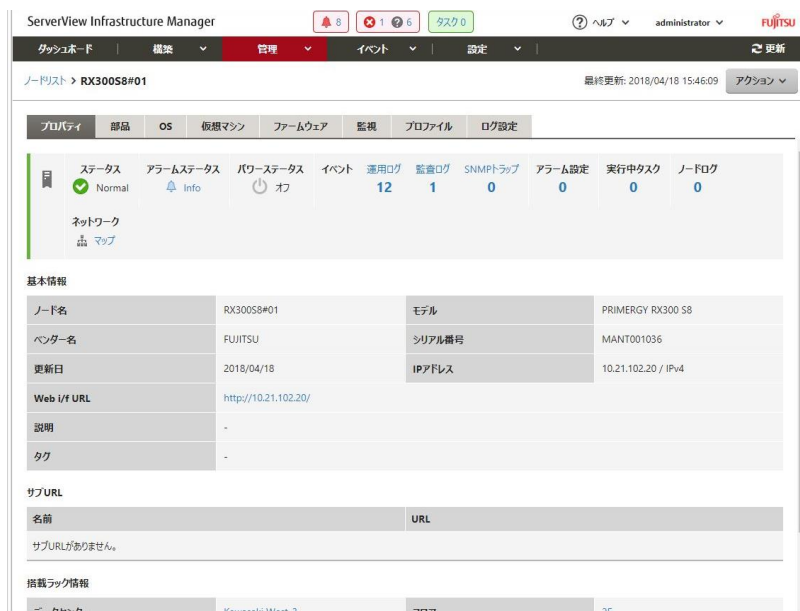 ServerView Infrastructure Manager 8 1 6 タスク 0 ヘルプ administrator FUJITSU
ダッシュボード | 構築 管理 イベント | 設定 | 更新
ノードリスト > RX300S8#01 最終更新: 2018/04/18 15:46:09 アクション
プロパティ 部品 OS 仮想マシン ファームウェア 監視 プロファイル ログ設定
ステータス アラームステータス パワーステータス イベント 運用ログ 監査ログ SNMPトラップ アラーム設定 実行中タスク ノードログ
Normal Info オフ 12 1 0 0 0 0
ネットワーク
マップ
基本情報
ノード名 RX300S8#01 モデル PRIMERGY RX300 S8
ベンダー名 FUJITSU シリアル番号 MANT001036
更新日 2018/04/18 IPアドレス 10.21.102.20 / IPv4
Web i/f URL http://10.21.102.20/
説明 -
タグ -
サブURL
名前 URL
サブURLがありません。
搭載ラック情報
データセンタ Kawasaki West-3 フロア